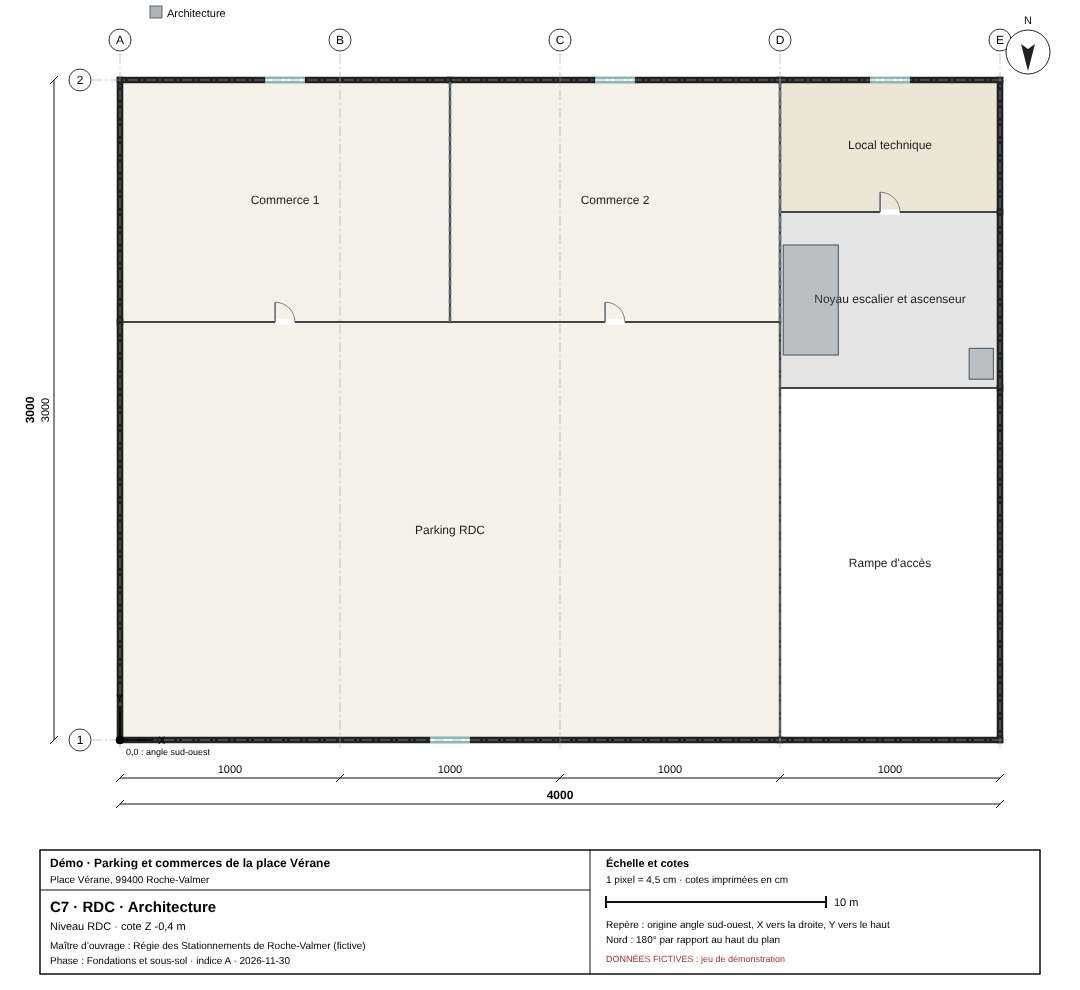 Architecture
N
A
B
C
D
E
2
Local technique
Commerce 1
Commerce 2
Noyau escalier et ascenseur
3000
3000
Parking RDC
Rampe d'accès
Y
X
1
0,0 : angle sud-ouest
1000
1000
1000
1000
4000
Démo · Parking et commerces de la place Vérane
Place Vérane, 99400 Roche-Valmer
C7 · RDC · Architecture
Niveau RDC · cote Z -0,4 m
Maître d'ouvrage : Régie des Stationnements de Roche-Valmer (fictive)
Phase : Fondations et sous-sol · indice A · 2026-11-30
Échelle et cotes
1 pixel = 4,5 cm · cotes imprimées en cm
10 m
Repère : origine angle sud-ouest, X vers la droite, Y vers le haut
Nord : 180° par rapport au haut du plan
DONNÉES FICTIVES : jeu de démonstration